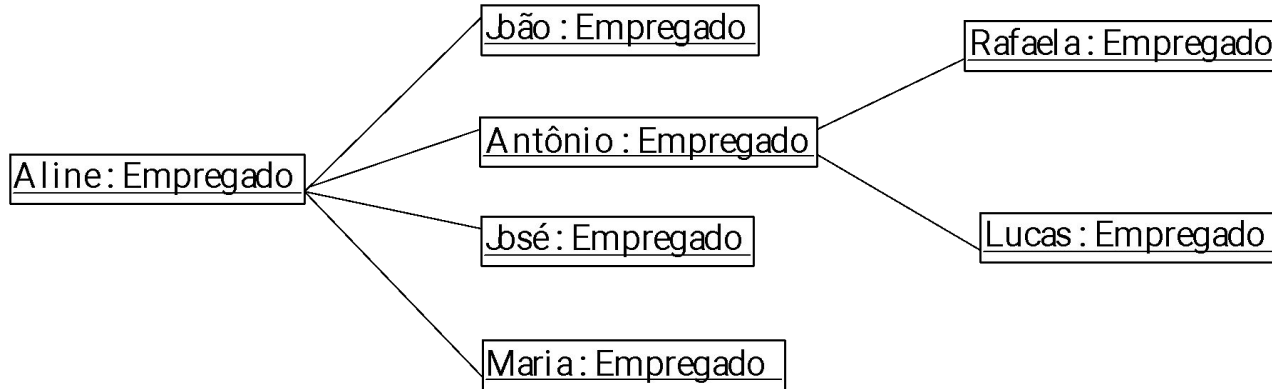 João : Empregado
Rafaela : Empregado
Antônio : Empregado
Aline : Empregado
José : Empregado
Lucas : Empregado
Maria : Empregado